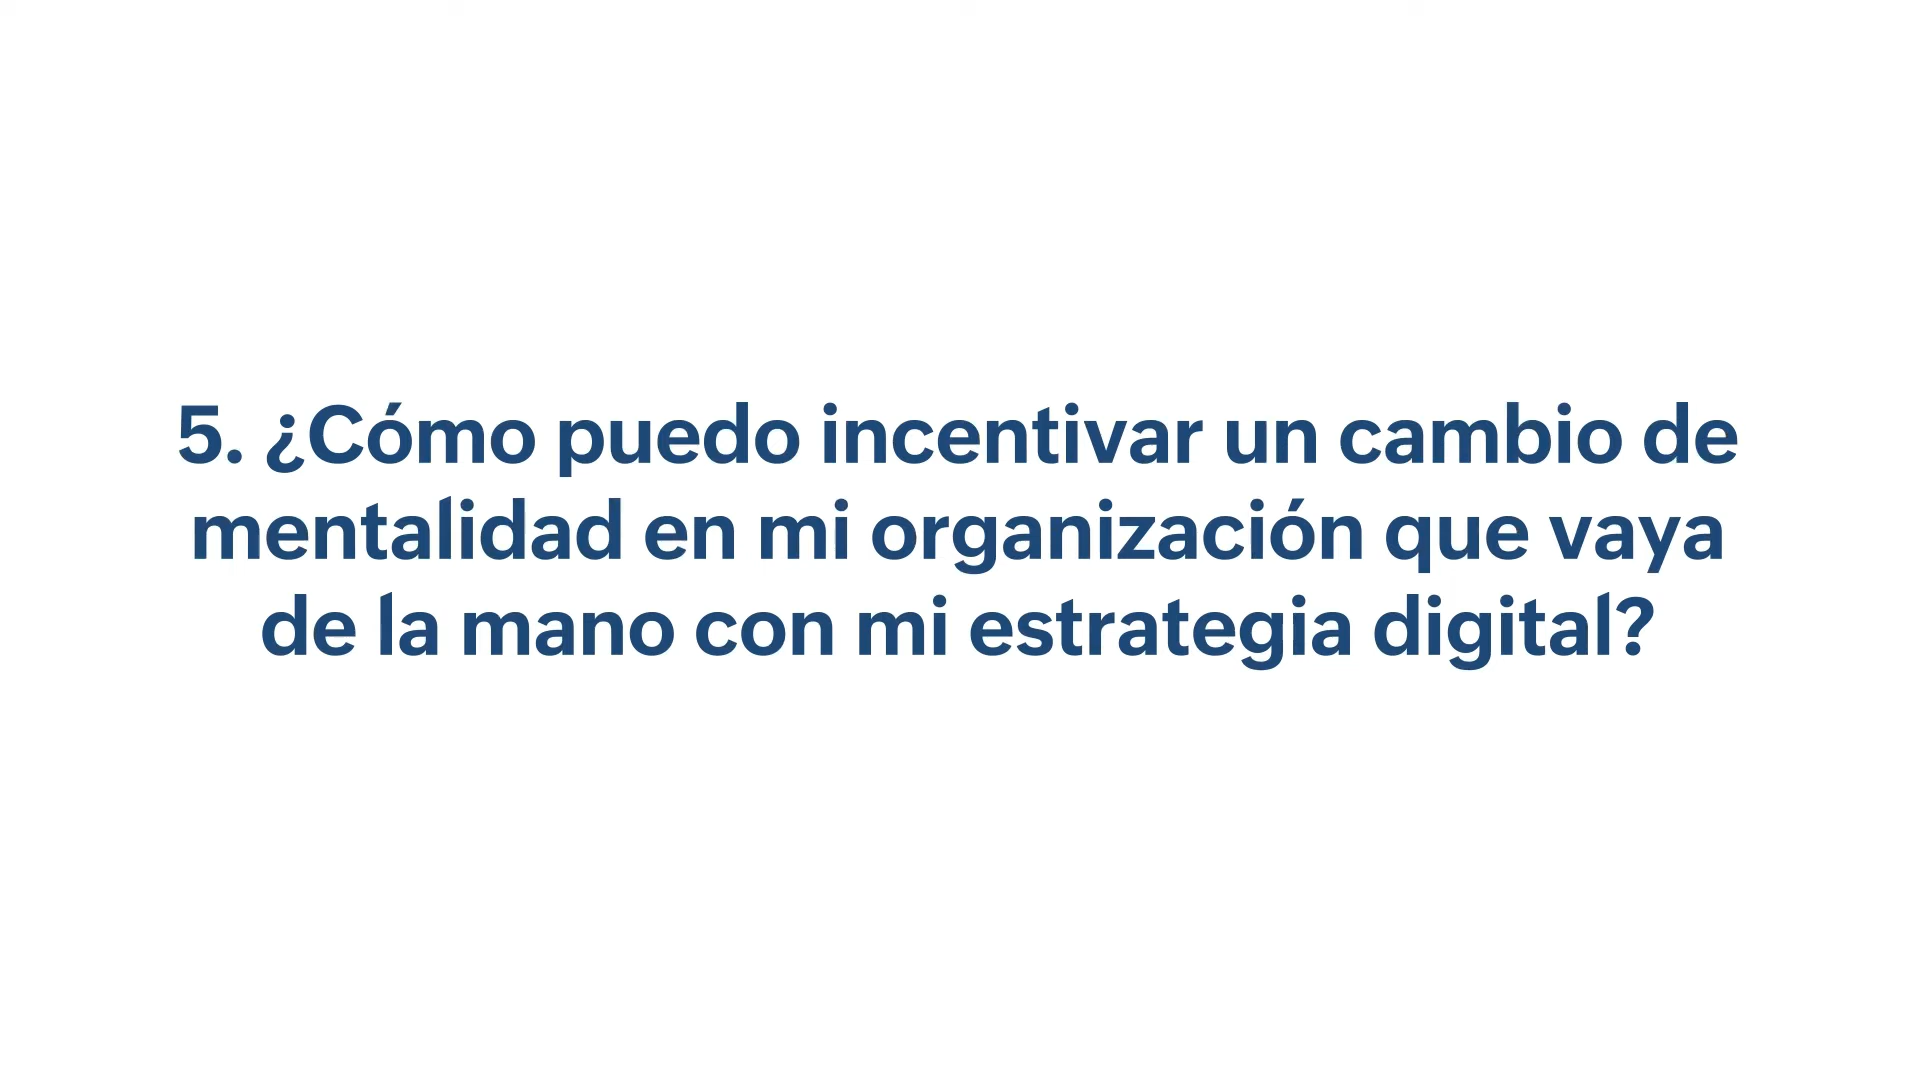 5. ¿Cómo puedo incentivar un cambio de
mentalidad en mi organización que vaya
de la mano con mi estrategia digital?